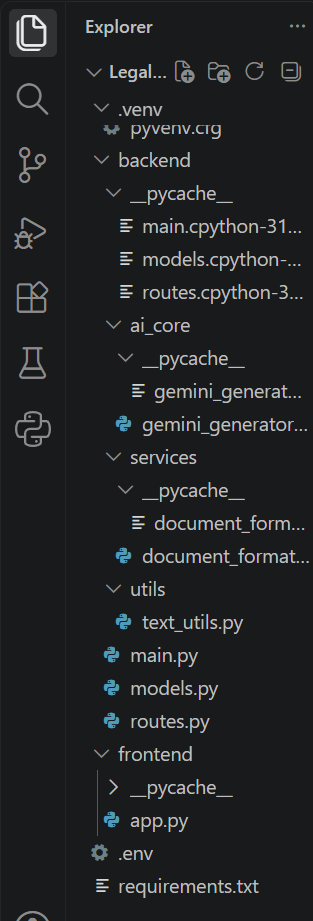 Explorer
Legal...
.venv
pyvenv.cfg
backend
__pycache__
main.cpython-31...
models.cpython-...
routes.cpython-3...
ai_core
__pycache__
gemini_generat...
gemini_generator...
services
__pycache__
document_form...
document_format...
utils
text_utils.py
main.py
models.py
routes.py
frontend
__pycache__
app.py
.env
requirements.txt